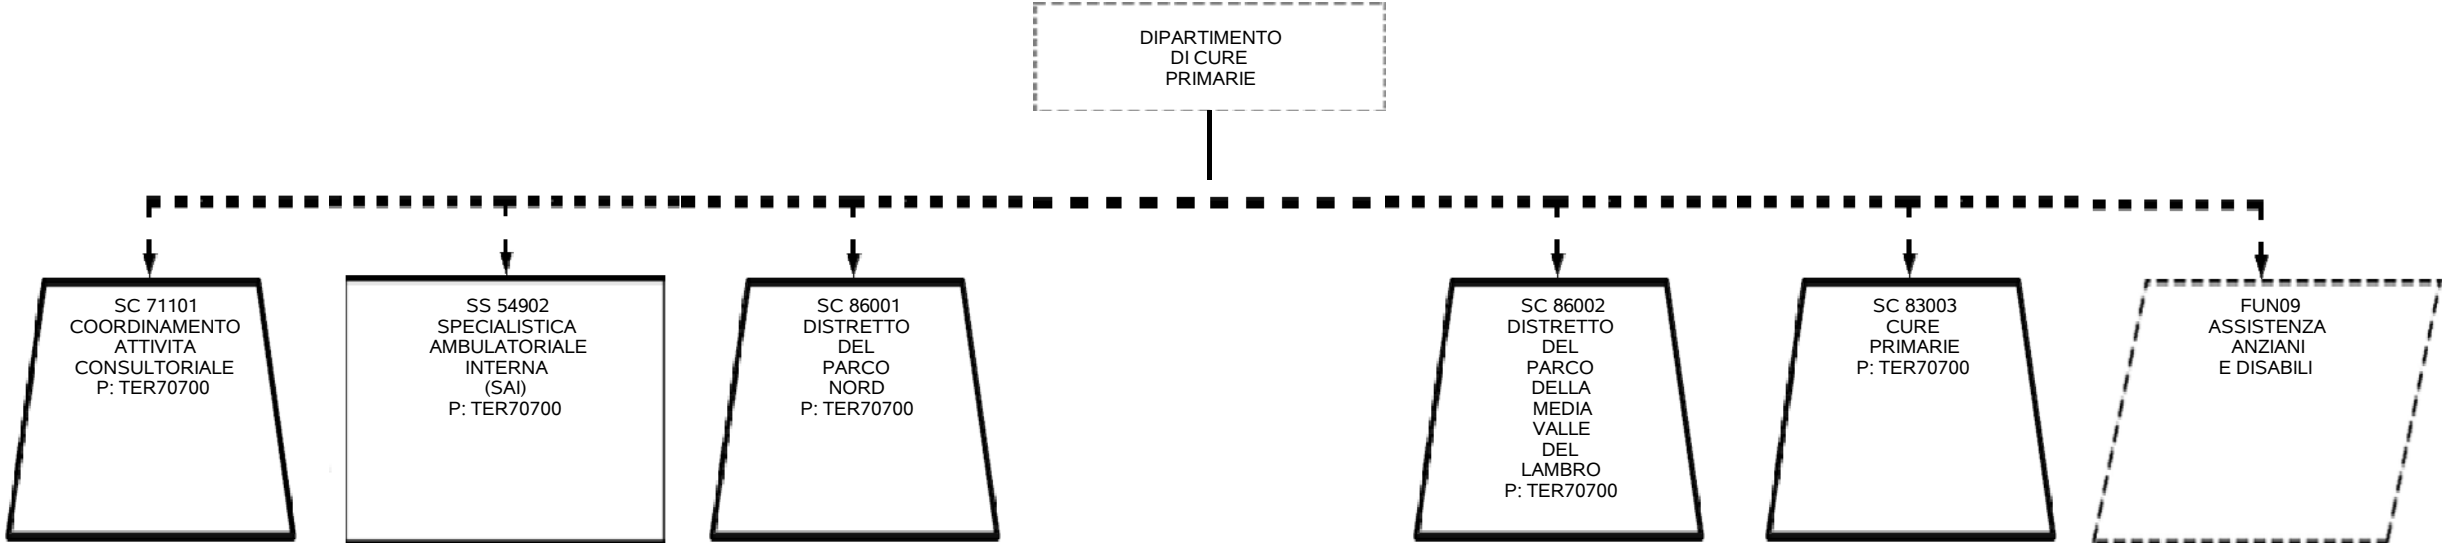 DIPARTIMENTO
DI CURE
PRIMARIE
SC 71101
COORDINAMENTO
ATTIVITA
CONSULTORIALE
P: TER70700
SS 54902
SPECIALISTICA
AMBULATORIALE
INTERNA
(SAI)
P: TER70700
SC 86001
DISTRETTO
DEL
PARCO
NORD
P: TER70700
SC 86002
DISTRETTO
DEL
PARCO
DELLA
MEDIA
VALLE
DEL
LAMBRO
P: TER70700
SC 83003
CURE
PRIMARIE
P: TER70700
FUN09
ASSISTENZA
ANZIANI
E DISABILI